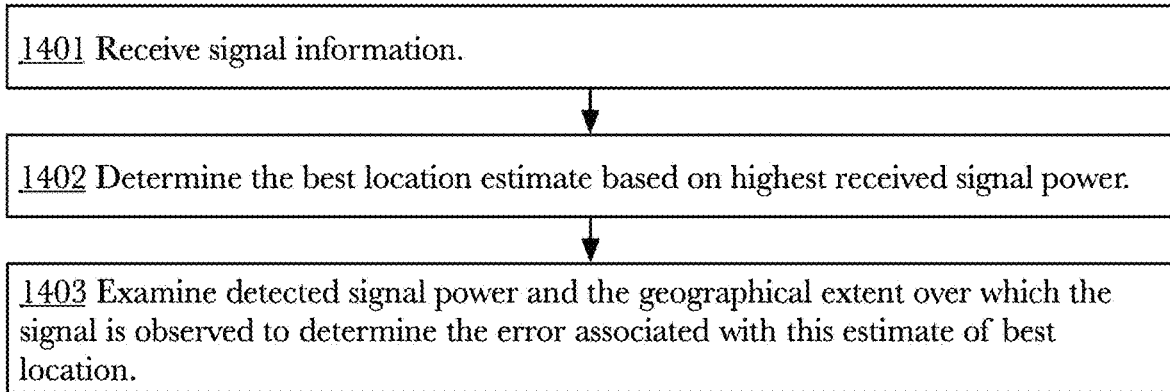 1401 Receive signal information.
1402 Determine the best location estimate based on highest received signal power.
1403 Examine detected signal power and the geographical extent over which the
signal is observed to determine the error associated with this estimate of best
location.